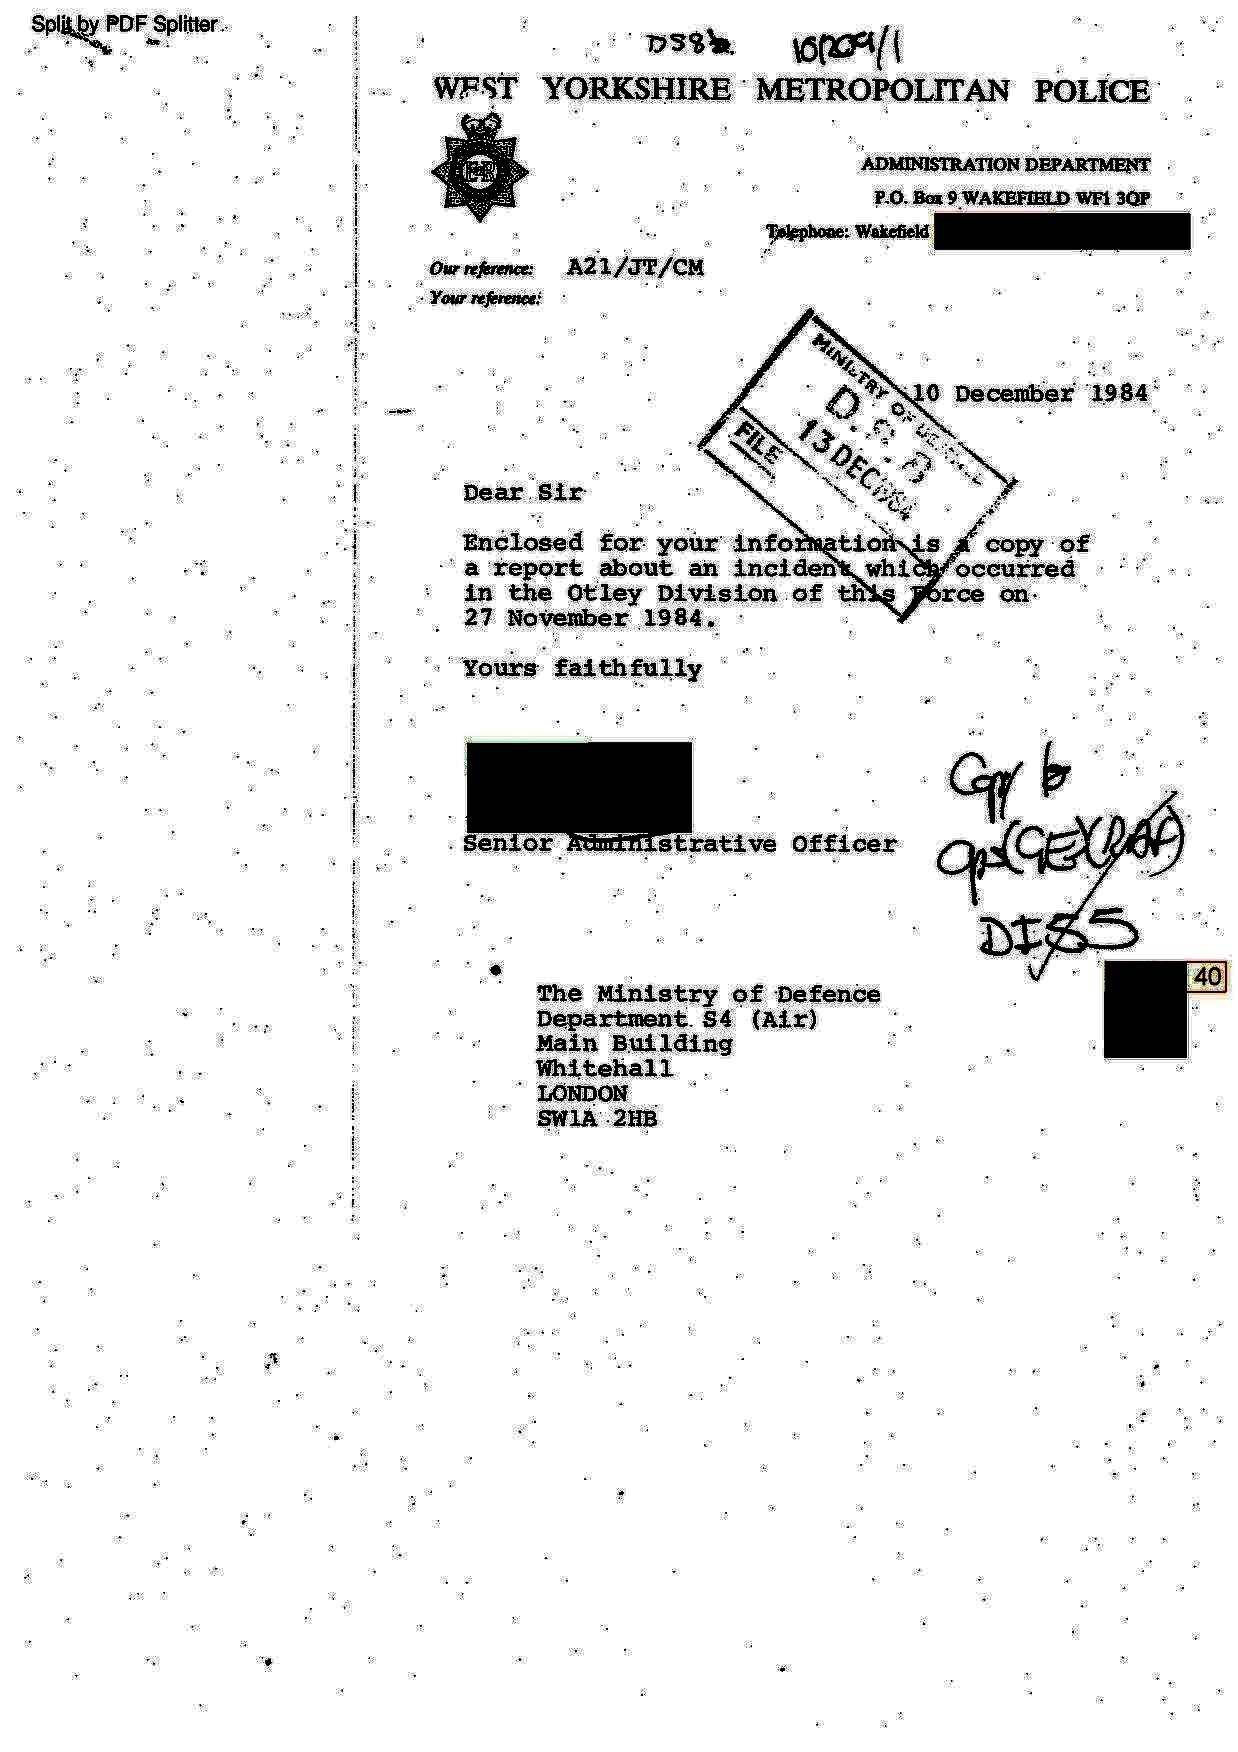 Split by PDF Splitter
DS8
WEST YORKSHIRE METROPOLITAN POLICE
E R
ADMINISTRATION DEPARTMENT
P.O. Box 9 WAKEFIELD WF1 3QP
Telephone: Wakefield
Our reference: A21/JT/CM
Your reference:
MINISTRY OF DEFENCE
D.S.8
13 DEC 1984
FILE
10 December 1984
Dear Sir
Enclosed for your information is a copy of
a report about an incident which occurred
in the Otley Division of this Force on
27 November 1984.
Yours faithfully
Senior Administrative Officer
Copy to
Ops(GE)(RAF)
DI55
40
The Ministry of Defence
Department S4 (Air)
Main Building
Whitehall
LONDON
SW1A 2HB